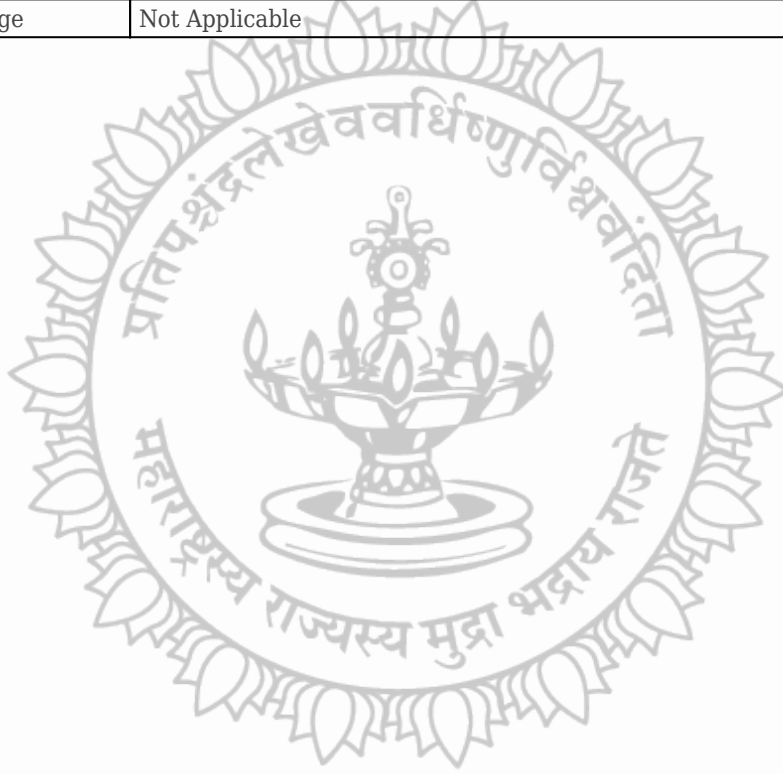 ge Not Applicable
प्रतिपश्चंद्रलेखेववर्धिष्णुर्विश्ववंदिता
महाराष्ट्रस्य राज्यस्य मुद्रा भद्राय राजते